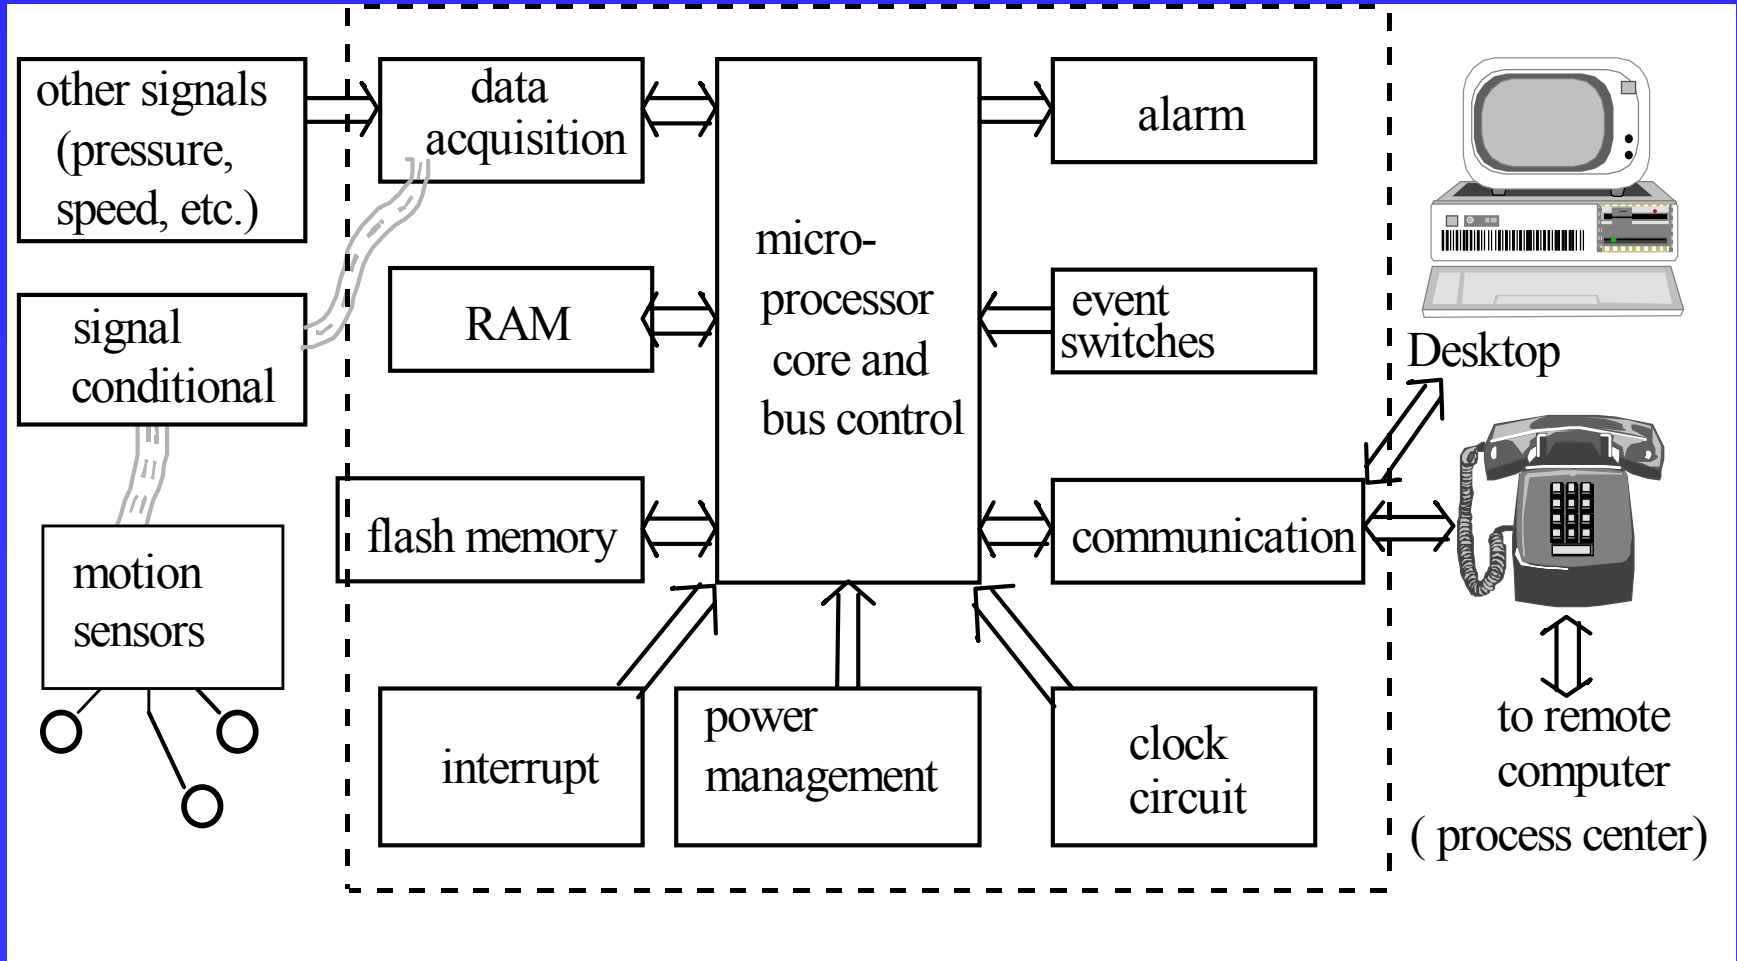 other signals
(pressure,
speed, etc.)
data
acquisition
alarm
micro-
processor
core and
bus control
signal
conditional
RAM
event
switches
Desktop
flash memory
communication
motion
sensors
interrupt
power
management
clock
circuit
to remote
computer
( process center)